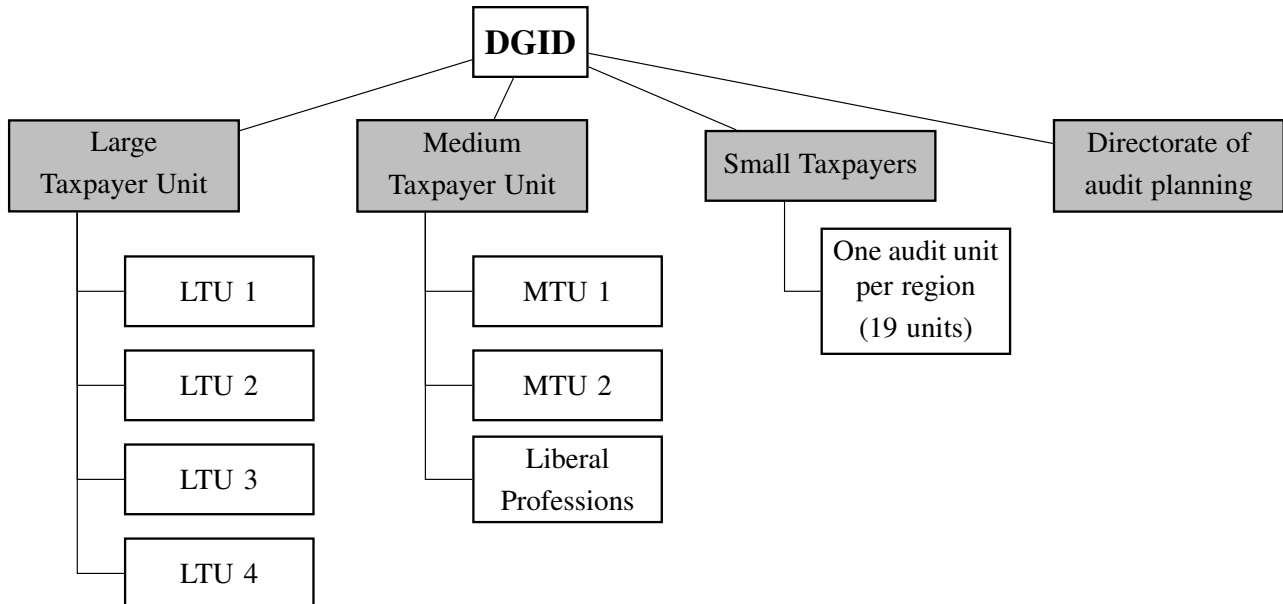 DGID
Large
Taxpayer Unit
Medium
Taxpayer Unit
Small Taxpayers
Directorate of
audit planning
LTU 1
LTU 2
LTU 3
LTU 4
MTU 1
MTU 2
Liberal
Professions
One audit unit
per region
(19 units)